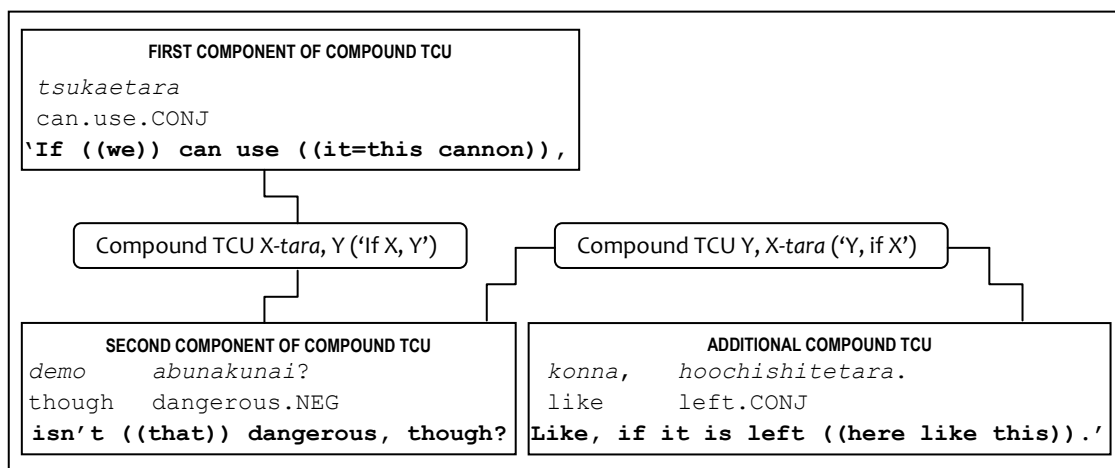 FIRST COMPONENT OF COMPOUND TCU
tsukaetara
can.use.CONJ
‘If ((we)) can use ((it=this cannon)),
Compound TCU X-tara, Y (‘If X, Y’)
Compound TCU Y, X-tara (‘Y, if X’)
SECOND COMPONENT OF COMPOUND TCU
demo abunakunai?
though dangerous.NEG
isn’t ((that)) dangerous, though?
ADDITIONAL COMPOUND TCU
konna, hoochishitetara.
like left.CONJ
Like, if it is left ((here like this)).’